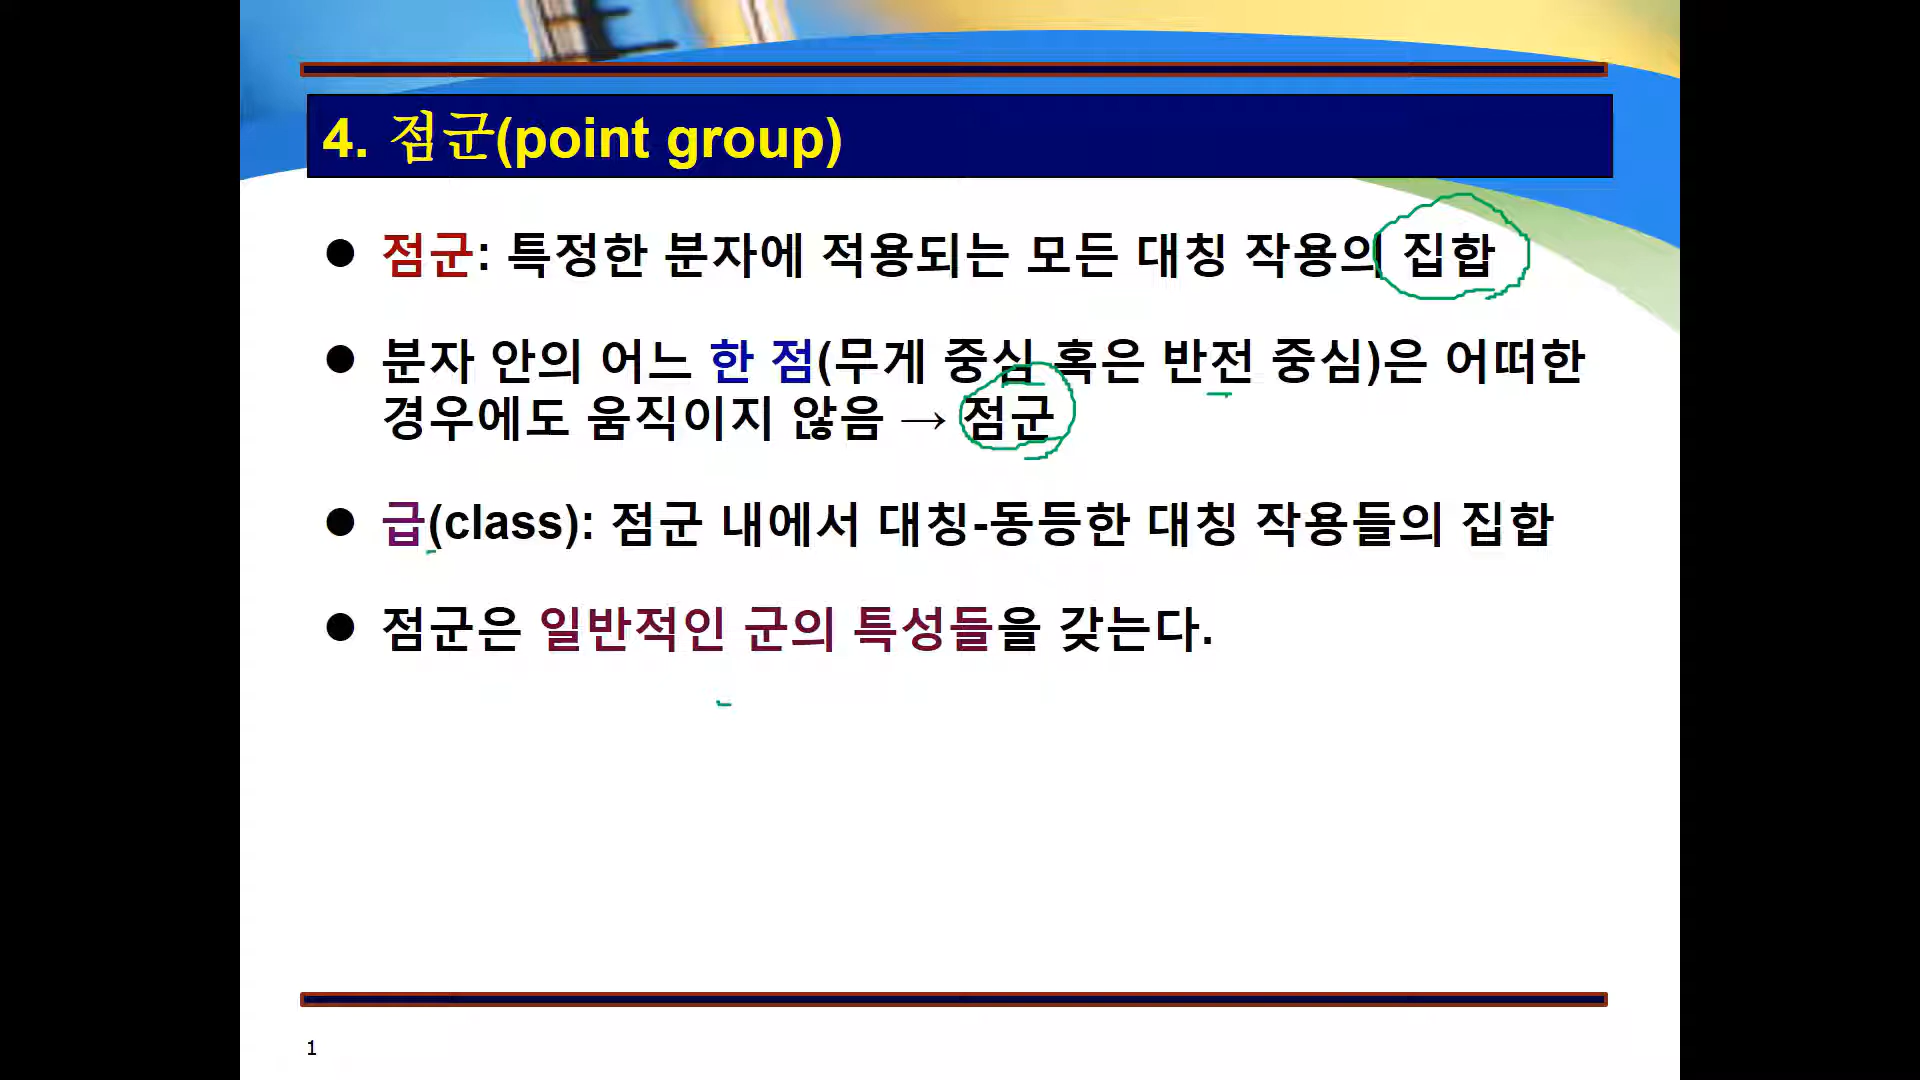 4. 점군(point group)
● 점군: 특정한 분자에 적용되는 모든 대칭 작용의 집합
● 분자 안의 어느 한 점(무게 중심 혹은 반전 중심)은 어떠한
경우에도 움직이지 않음 → 점군
● 급(class): 점군 내에서 대칭-동등한 대칭 작용들의 집합
● 점군은 일반적인 군의 특성들을 갖는다.
1